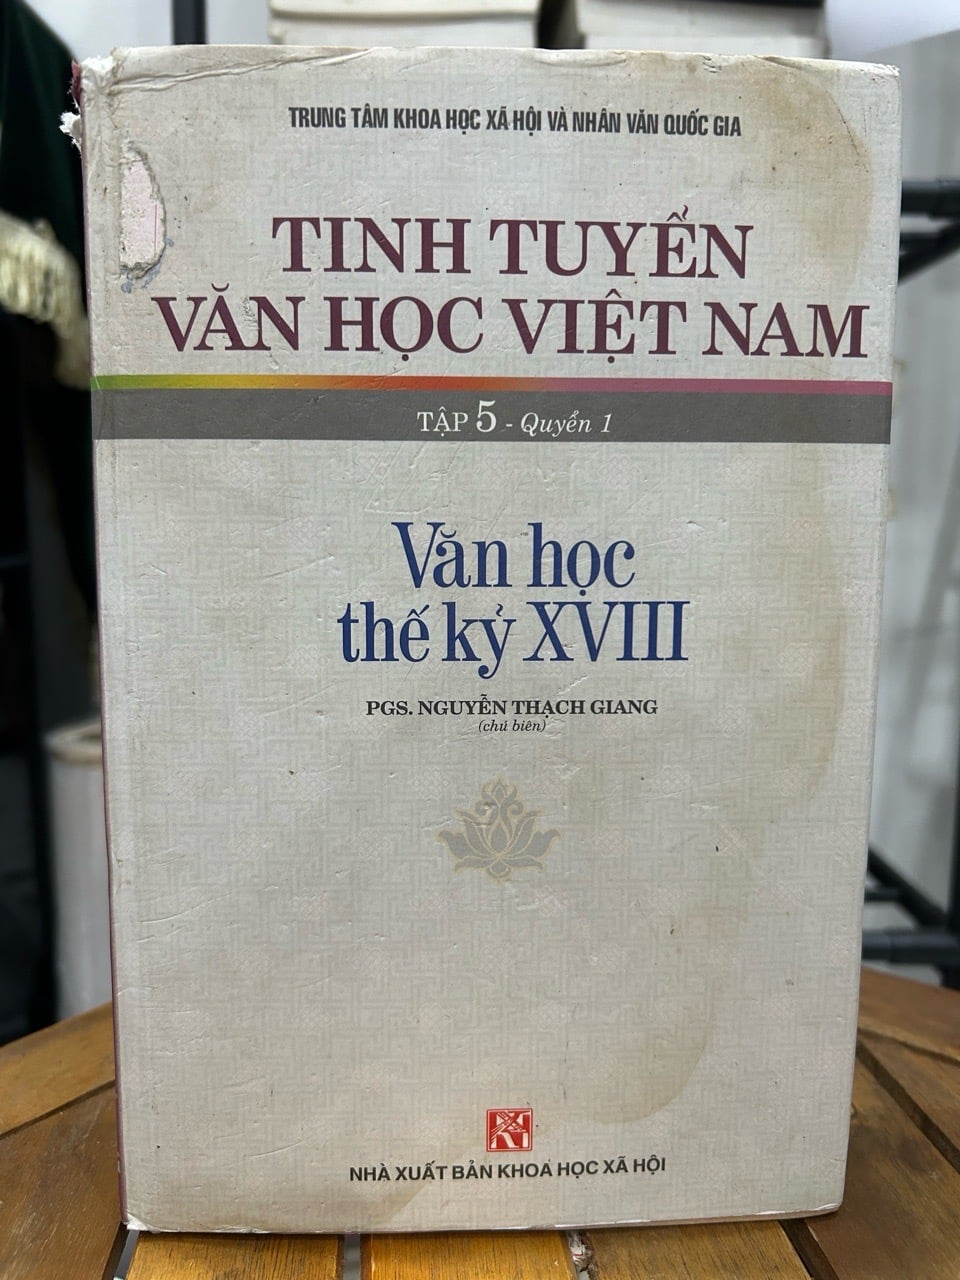 TRUNG TÂM KHOA HỌC XÃ HỘI VÀ NHÂN VĂN QUỐC GIA
TINH TUYỂN
VĂN HỌC VIỆT NAM
TẬP 5 - Quyển 1
Văn học
thế kỷ XVIII
PGS. NGUYỄN THẠCH GIANG
(chủ biên)
NHÀ XUẤT BẢN KHOA HỌC XÃ HỘI